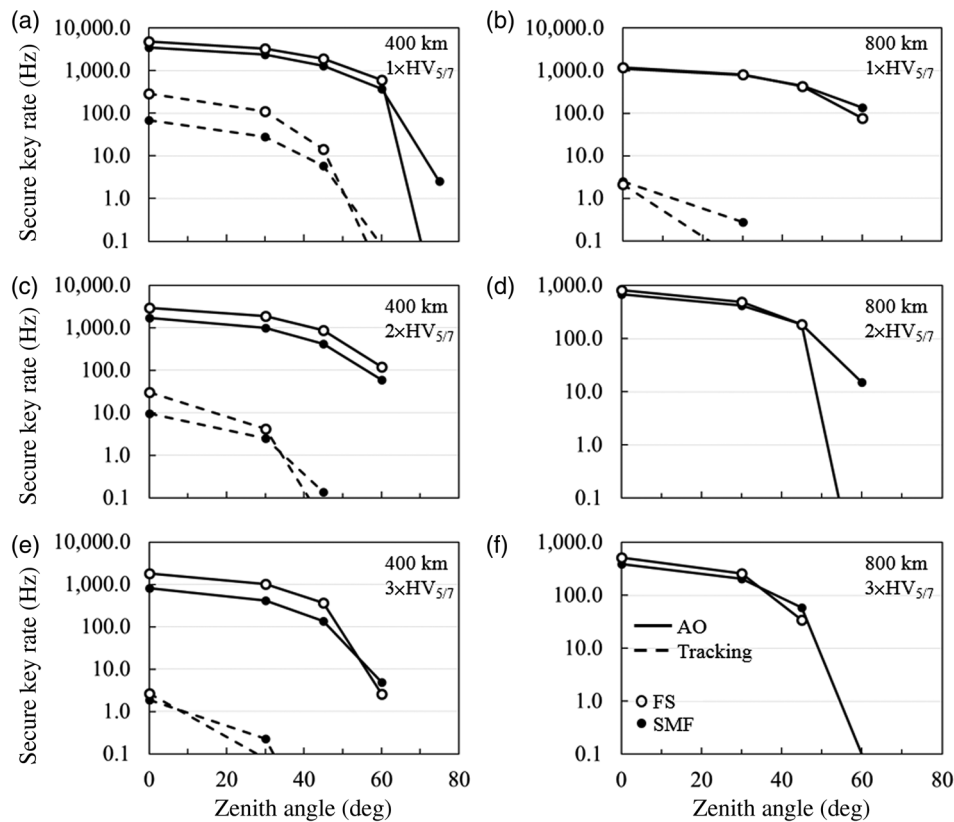 (a)
10,000.0
1,000.0
100.0
10.0
1.0
0.1
Secure key rate (Hz)
400 km
1×HV5/7
(b)
10,000.0
1,000.0
100.0
10.0
1.0
0.1
800 km
1×HV5/7
(c)
10,000.0
1,000.0
100.0
10.0
1.0
0.1
Secure key rate (Hz)
400 km
2×HV5/7
(d)
1,000.0
100.0
10.0
1.0
0.1
800 km
2×HV5/7
(e)
10,000.0
1,000.0
100.0
10.0
1.0
0.1
Secure key rate (Hz)
400 km
3×HV5/7
0 20 40 60 80
Zenith angle (deg)
(f)
1,000.0
100.0
10.0
1.0
0.1
800 km
3×HV5/7
AO
Tracking
FS
SMF
0 20 40 60 80
Zenith angle (deg)